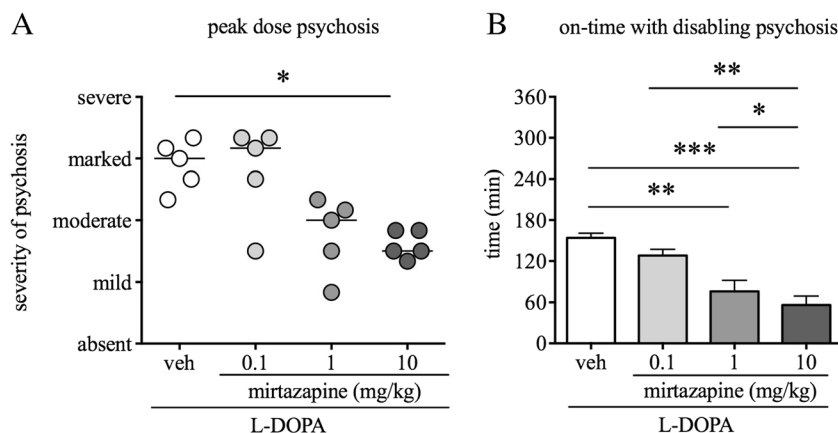 A
peak dose psychosis
*
severe
marked
moderate
mild
absent
severity of psychosis
veh
0.1
1
10
mirtazapine (mg/kg)
L-DOPA
B
on-time with disabling psychosis
**
*
***
**
360
300
240
180
120
60
0
time (min)
veh
0.1
1
10
mirtazapine (mg/kg)
L-DOPA